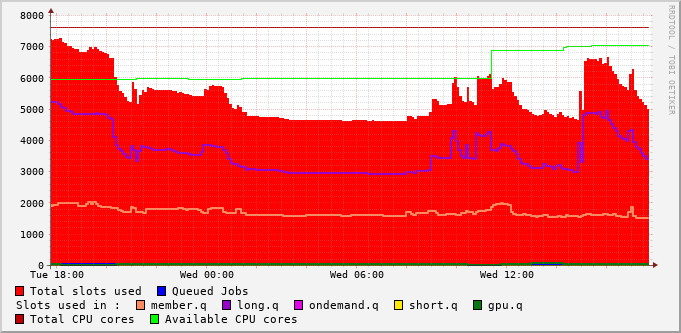 8000
7000
6000
5000
4000
3000
2000
1000
0
Tue 18:00 Wed 00:00 Wed 06:00 Wed 12:00
RRDTOOL / TOBI OETIKER
Total slots used Queued Jobs
Slots used in : member.q long.q ondemand.q short.q gpu.q
Total CPU cores Available CPU cores